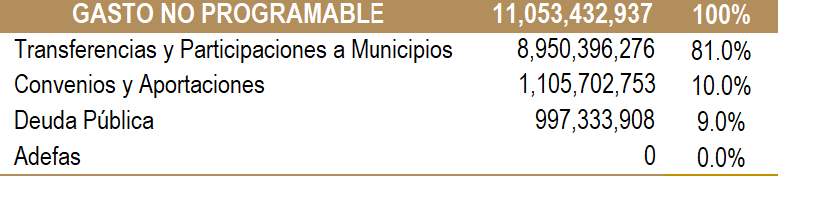 GASTO NO PROGRAMABLE 11,053,432,937 100%
Transferencias y Participaciones a Municipios 8,950,396,276 81.0%
Convenios y Aportaciones 1,105,702,753 10.0%
Deuda Pública 997,333,908 9.0%
Adefas 0 0.0%